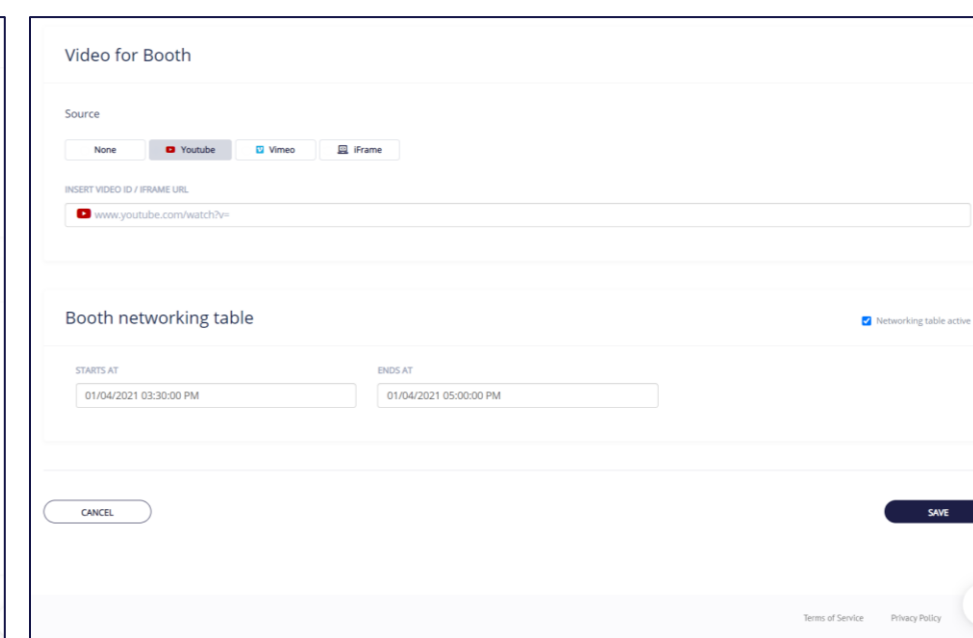 Video for Booth
Source
None Youtube Vimeo iFrame
INSERT VIDEO ID / IFRAME URL
www.youtube.com/watch?v=
Booth networking table
Networking table active
STARTS AT ENDS AT
01/04/2021 03:30:00 PM 01/04/2021 05:00:00 PM
CANCEL SAVE
Terms of Service Privacy Policy